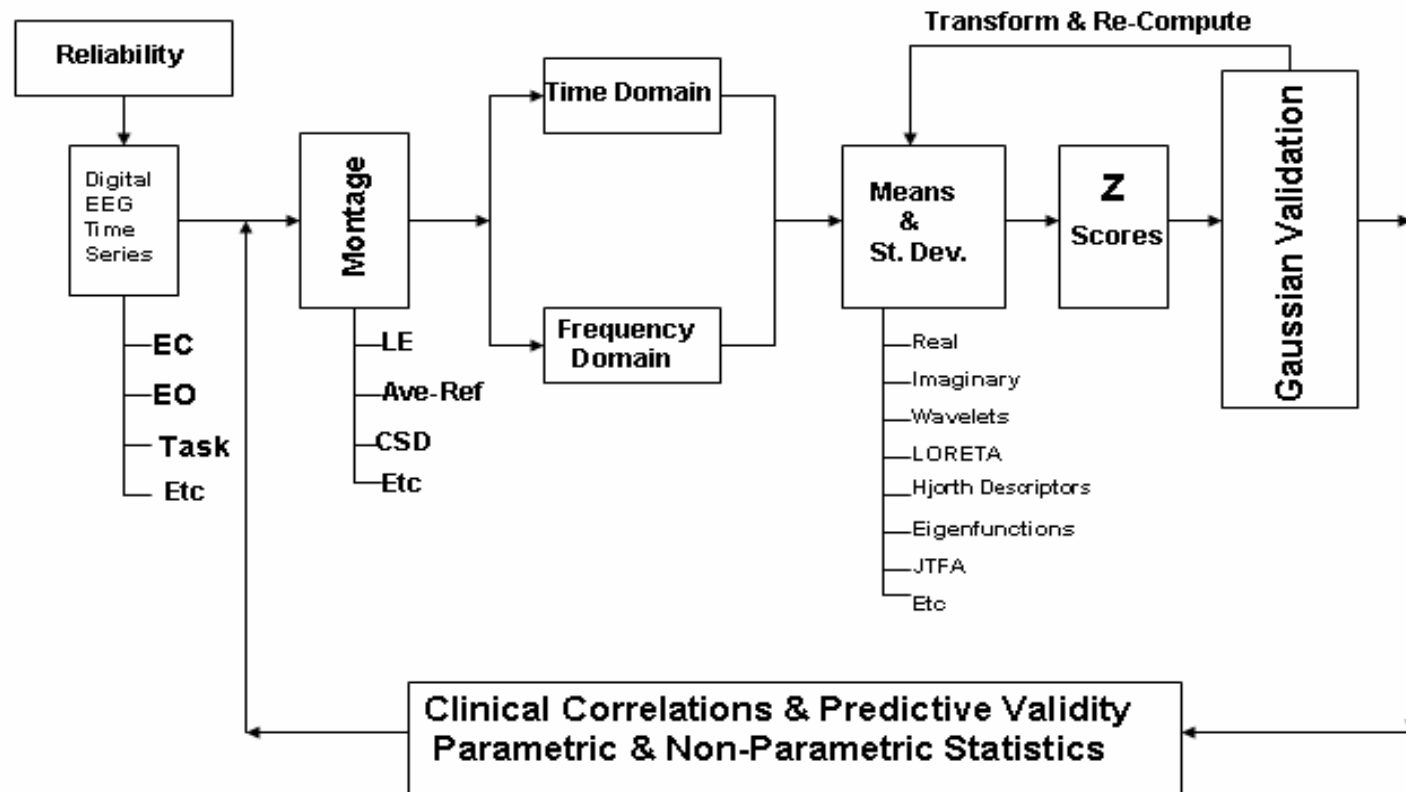 Transform & Re-Compute
Reliability
Digital
EEG
Time
Series
EC
EO
Task
Etc
Montage
LE
Ave-Ref
CSD
Etc
Time Domain
Frequency
Domain
Means
&
St. Dev.
Real
Imaginary
Wavelets
LORETA
Hjorth Descriptors
Eigenfunctions
JTFA
Etc
Z
Scores
Gaussian Validation
Clinical Correlations & Predictive Validity
Parametric & Non-Parametric Statistics